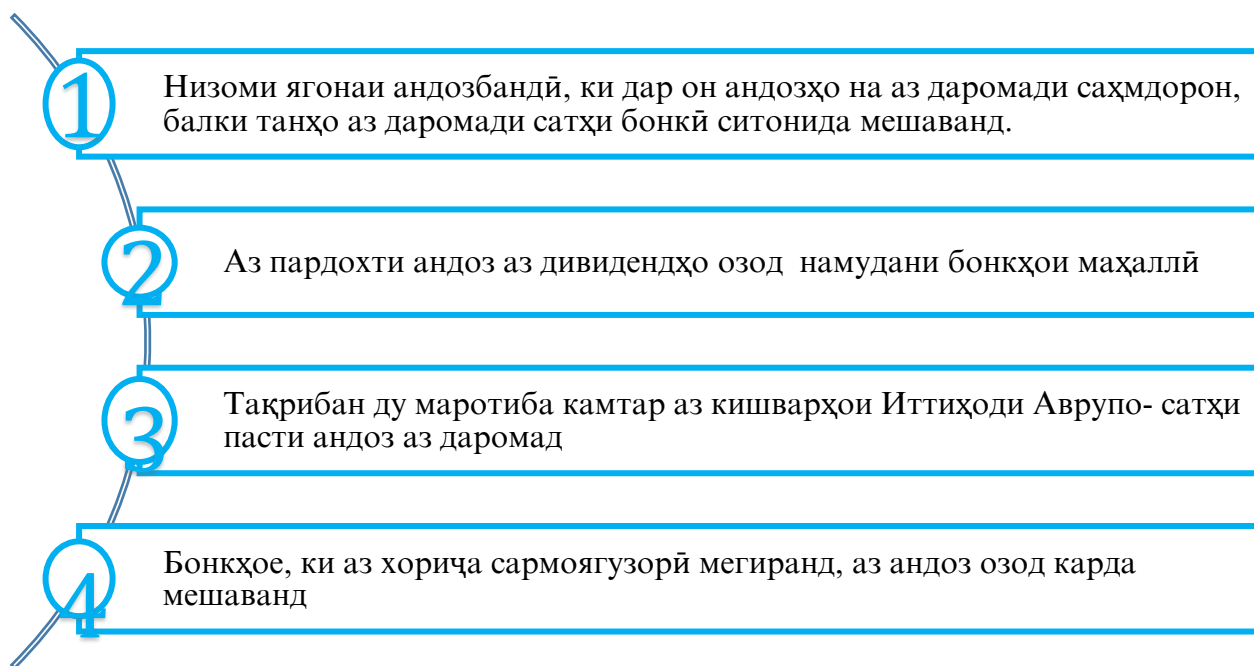 1
Низоми ягонаи андозбандӣ, ки дар он андозҳо на аз даромади саҳмдорон,
балки танҳо аз даромади сатҳи бонкӣ ситонида мешаванд.
2
Аз пардохти андоз аз дивидендҳо озод намудани бонкҳои маҳаллӣ
3
Тақрибан ду маротиба камтар аз кишварҳои Иттиҳоди Аврупо- сатҳи
пасти андоз аз даромад
4
Бонкҳое, ки аз хориҷа сармоягузорӣ мегиранд, аз андоз озод карда
мешаванд